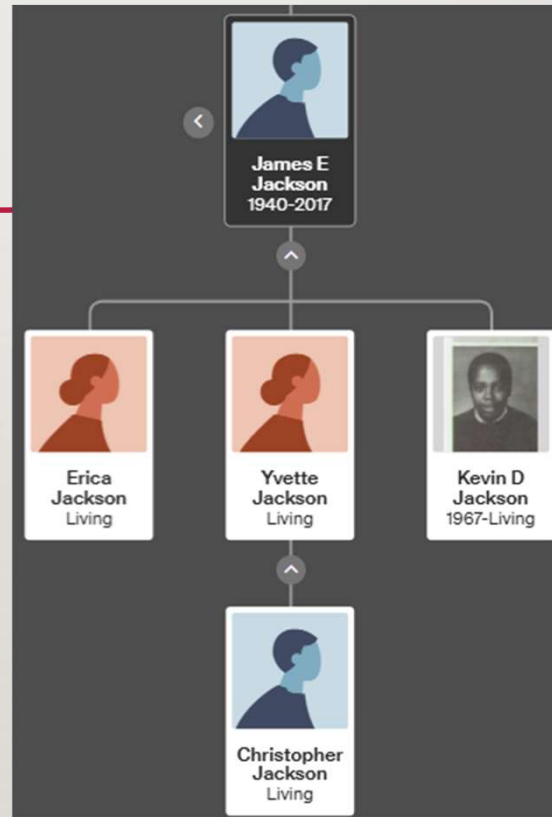 James E
Jackson
1940-2017
Erica
Jackson
Living
Yvette
Jackson
Living
Kevin D
Jackson
1967-Living
Christopher
Jackson
Living